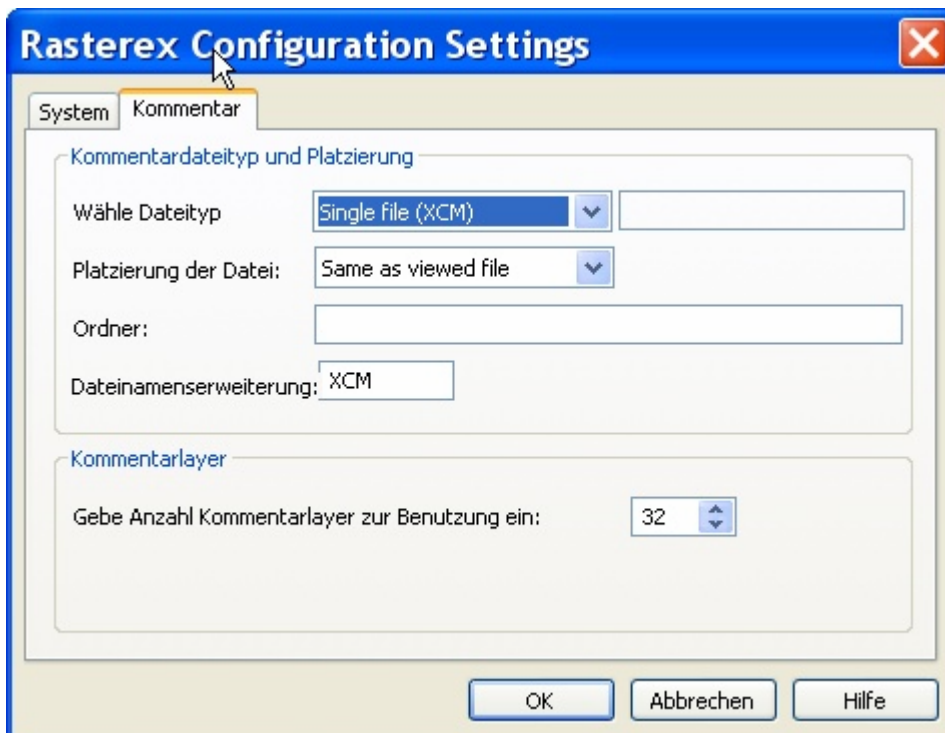 Rasterex Configuration Settings
System Kommentar
Kommentardateityp und Platzierung
Wähle Dateityp Single file (XCM)
Platzierung der Datei: Same as viewed file
Ordner:
Dateinamenserweiterung: XCM
Kommentarlayer
Gebe Anzahl Kommentarlayer zur Benutzung ein: 32
OK Abbrechen Hilfe